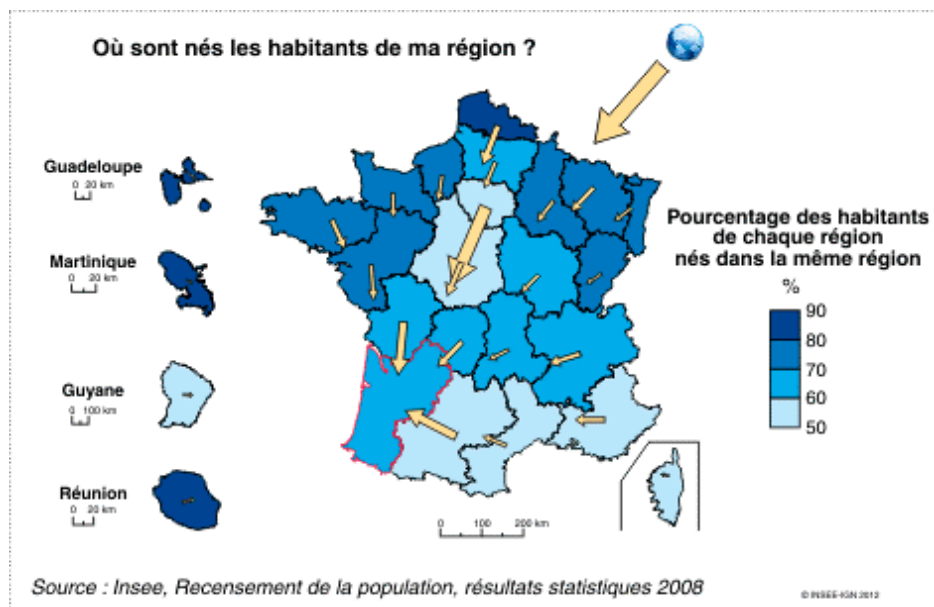 Où sont nés les habitants de ma région ?
Guadeloupe
0 20 km
Martinique
0 20 km
Guyane
0 100 km
Réunion
0 20 km
Pourcentage des habitants
de chaque région
nés dans la même région
%
90
80
70
60
50
0 100 200 km
Source : Insee, Recensement de la population, résultats statistiques 2008
© INSEE-IGN 2012